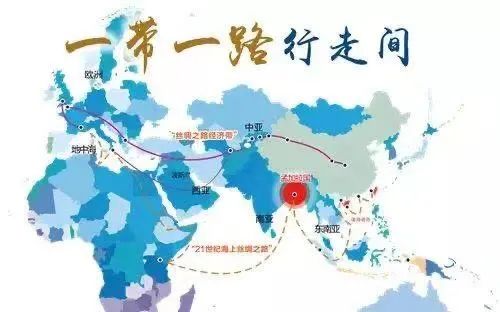 一带一路行走间
欧洲
"丝绸之路经济带"
中亚
地中海
波斯湾
西亚
孟加拉国
南亚
东南亚
"21世纪海上丝绸之路"